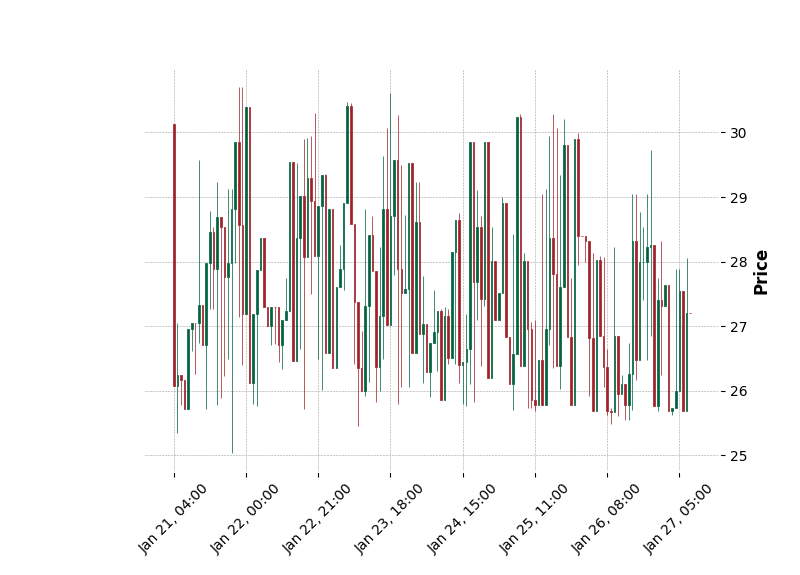 30
29
28
27
26
25
Price
Jan 21, 04:00
Jan 22, 00:00
Jan 22, 21:00
Jan 23, 18:00
Jan 24, 15:00
Jan 25, 11:00
Jan 26, 08:00
Jan 27, 05:00